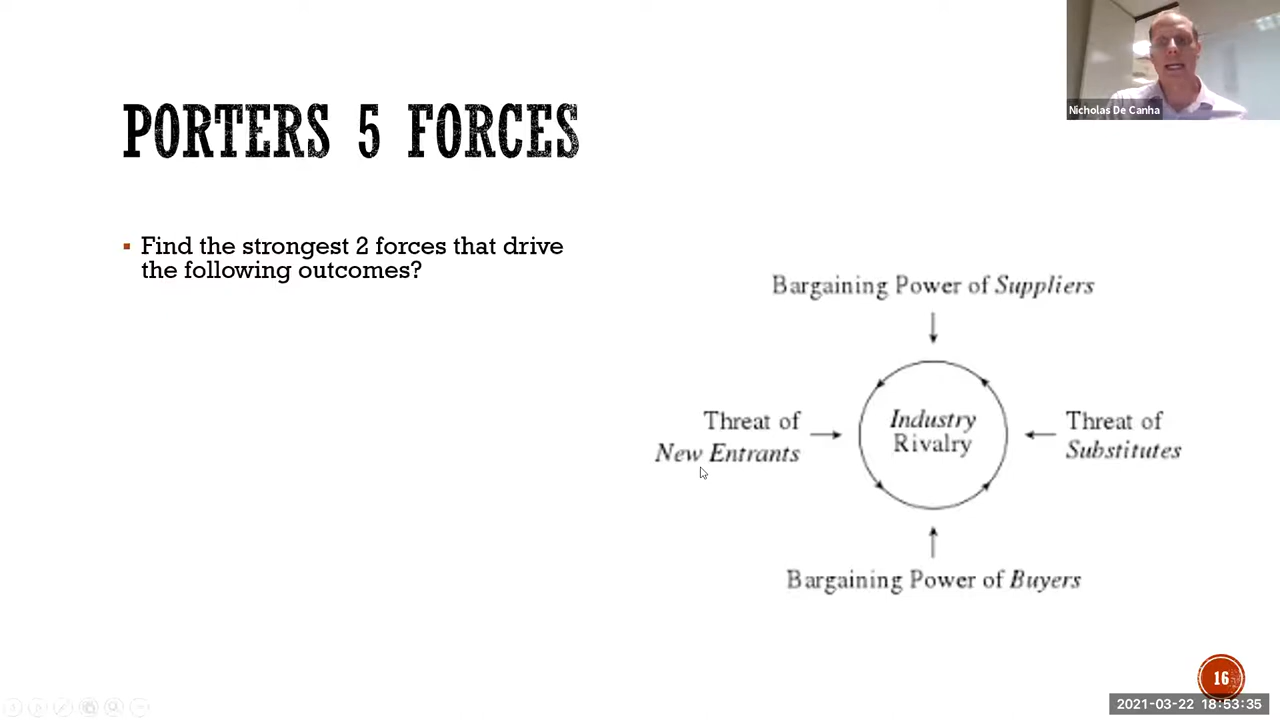 Nicholas De Canha
PORTERS 5 FORCES
▪ Find the strongest 2 forces that drive
the following outcomes?
Bargaining Power of Suppliers
Threat of
New Entrants
Industry
Rivalry
Threat of
Substitutes
Bargaining Power of Buyers
16
2021-03-22 18:53:35